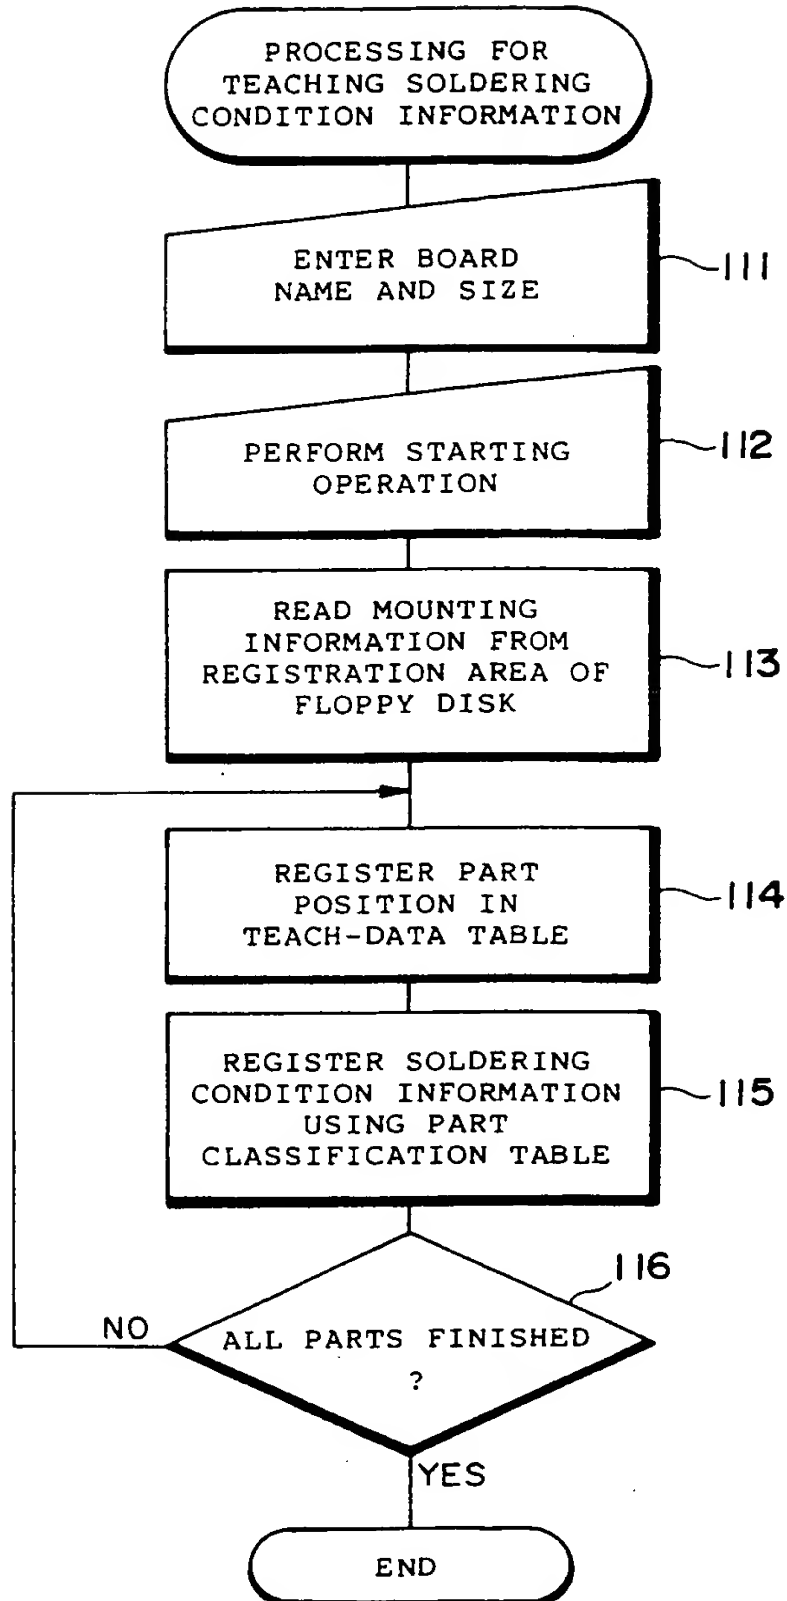 PROCESSING FOR
TEACHING SOLDERING
CONDITION INFORMATION
ENTER BOARD
NAME AND SIZE
111
PERFORM STARTING
OPERATION
112
READ MOUNTING
INFORMATION FROM
REGISTRATION AREA OF
FLOPPY DISK
113
REGISTER PART
POSITION IN
TEACH-DATA TABLE
114
REGISTER SOLDERING
CONDITION INFORMATION
USING PART
CLASSIFICATION TABLE
115
116
ALL PARTS FINISHED
?
NO
YES
END